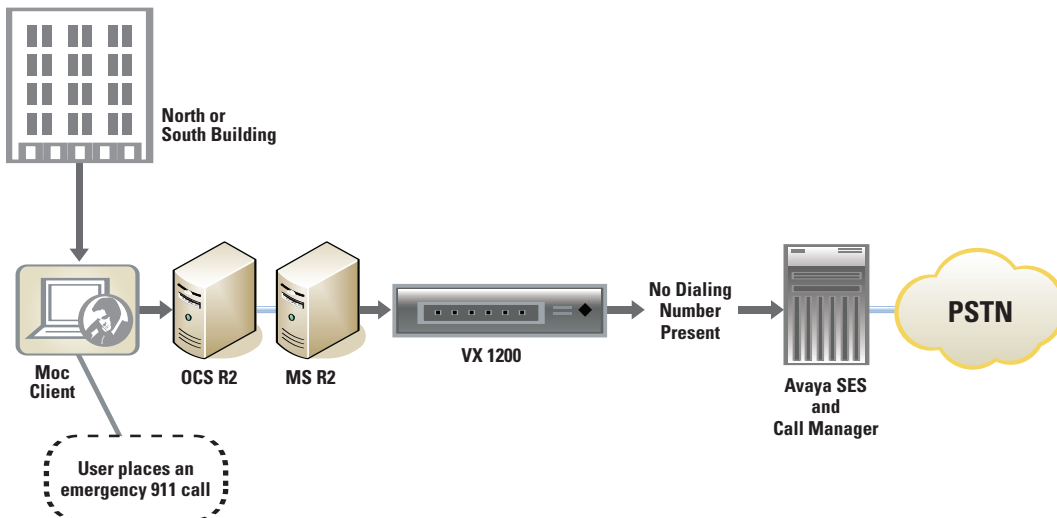 North or
South Building
No Dialing
Number
Present
PSTN
VX 1200
Moc
Client
OCS R2
MS R2
Avaya SES
and
Call Manager
User places an
emergency 911 call